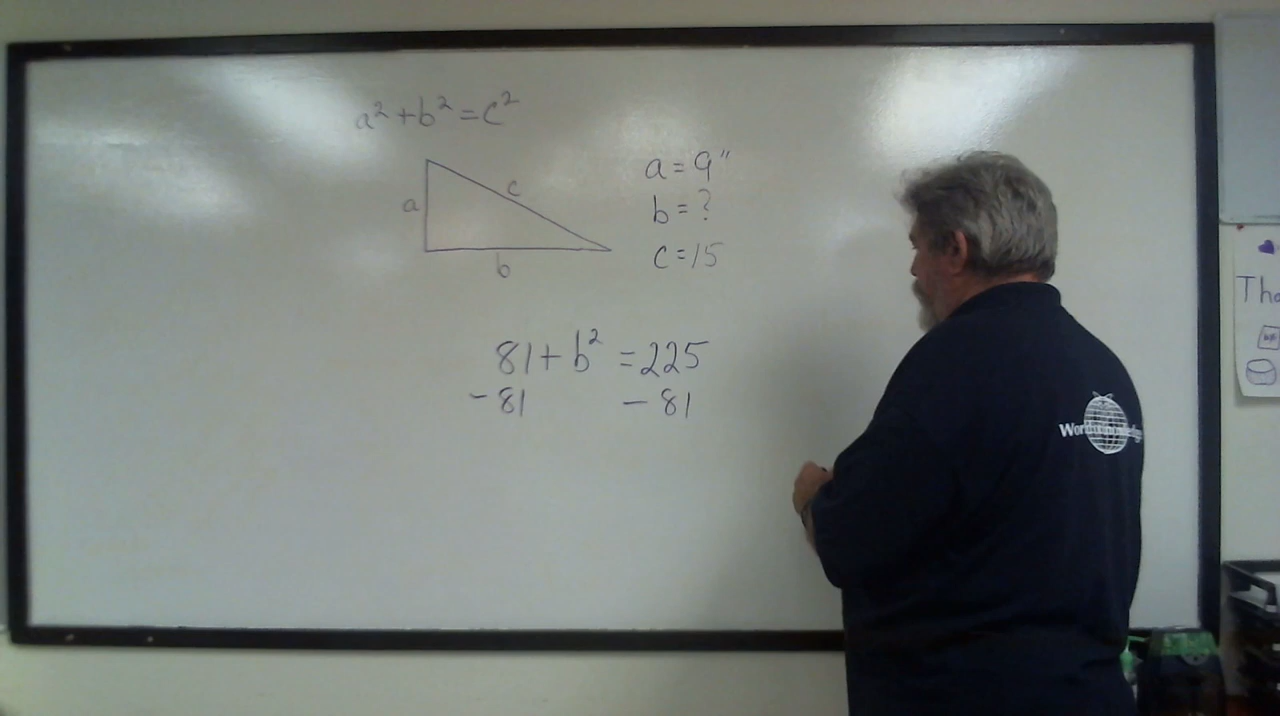 a² + b² = c²
a
c
b
a = 9"
b = ?
c = 15
81 + b² = 225
- 81 - 81